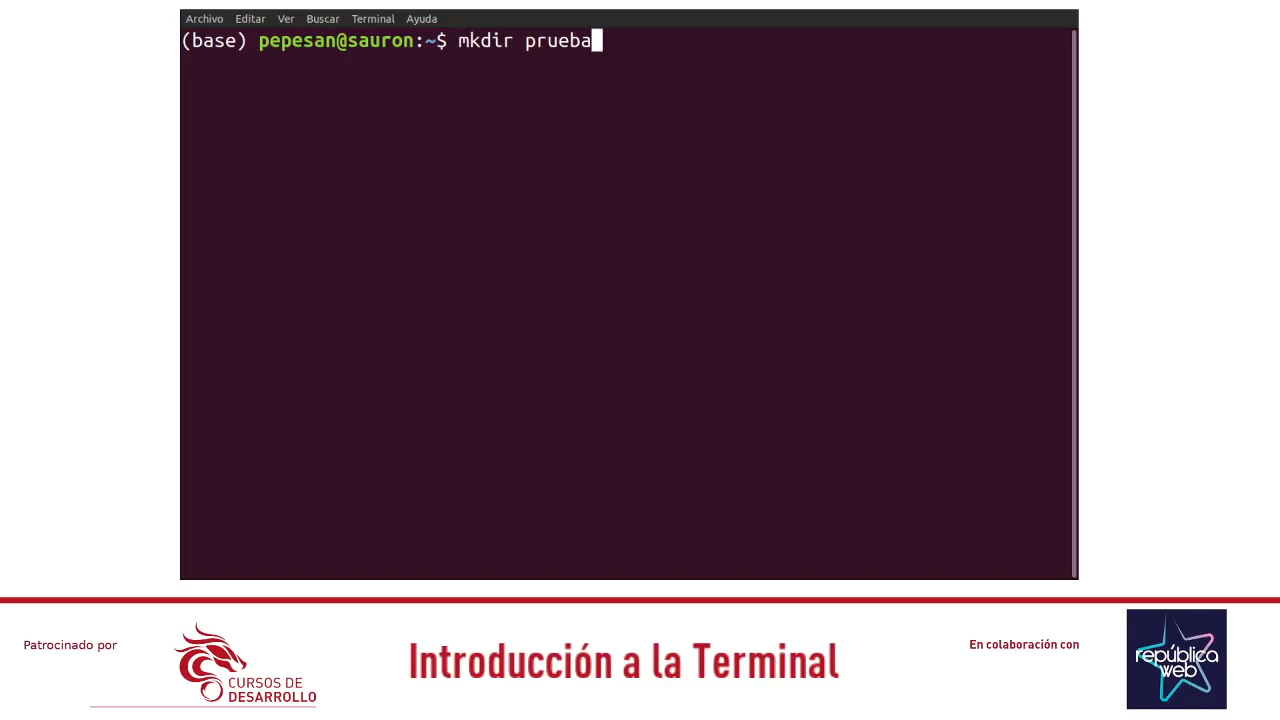 Archivo Editar Ver Buscar Terminal Ayuda
(base) pepesan@sauron:~$ mkdir prueba
Patrocinado por
CURSOS DE
DESARROLLO
Introducción a la Terminal
En colaboración con
república
web